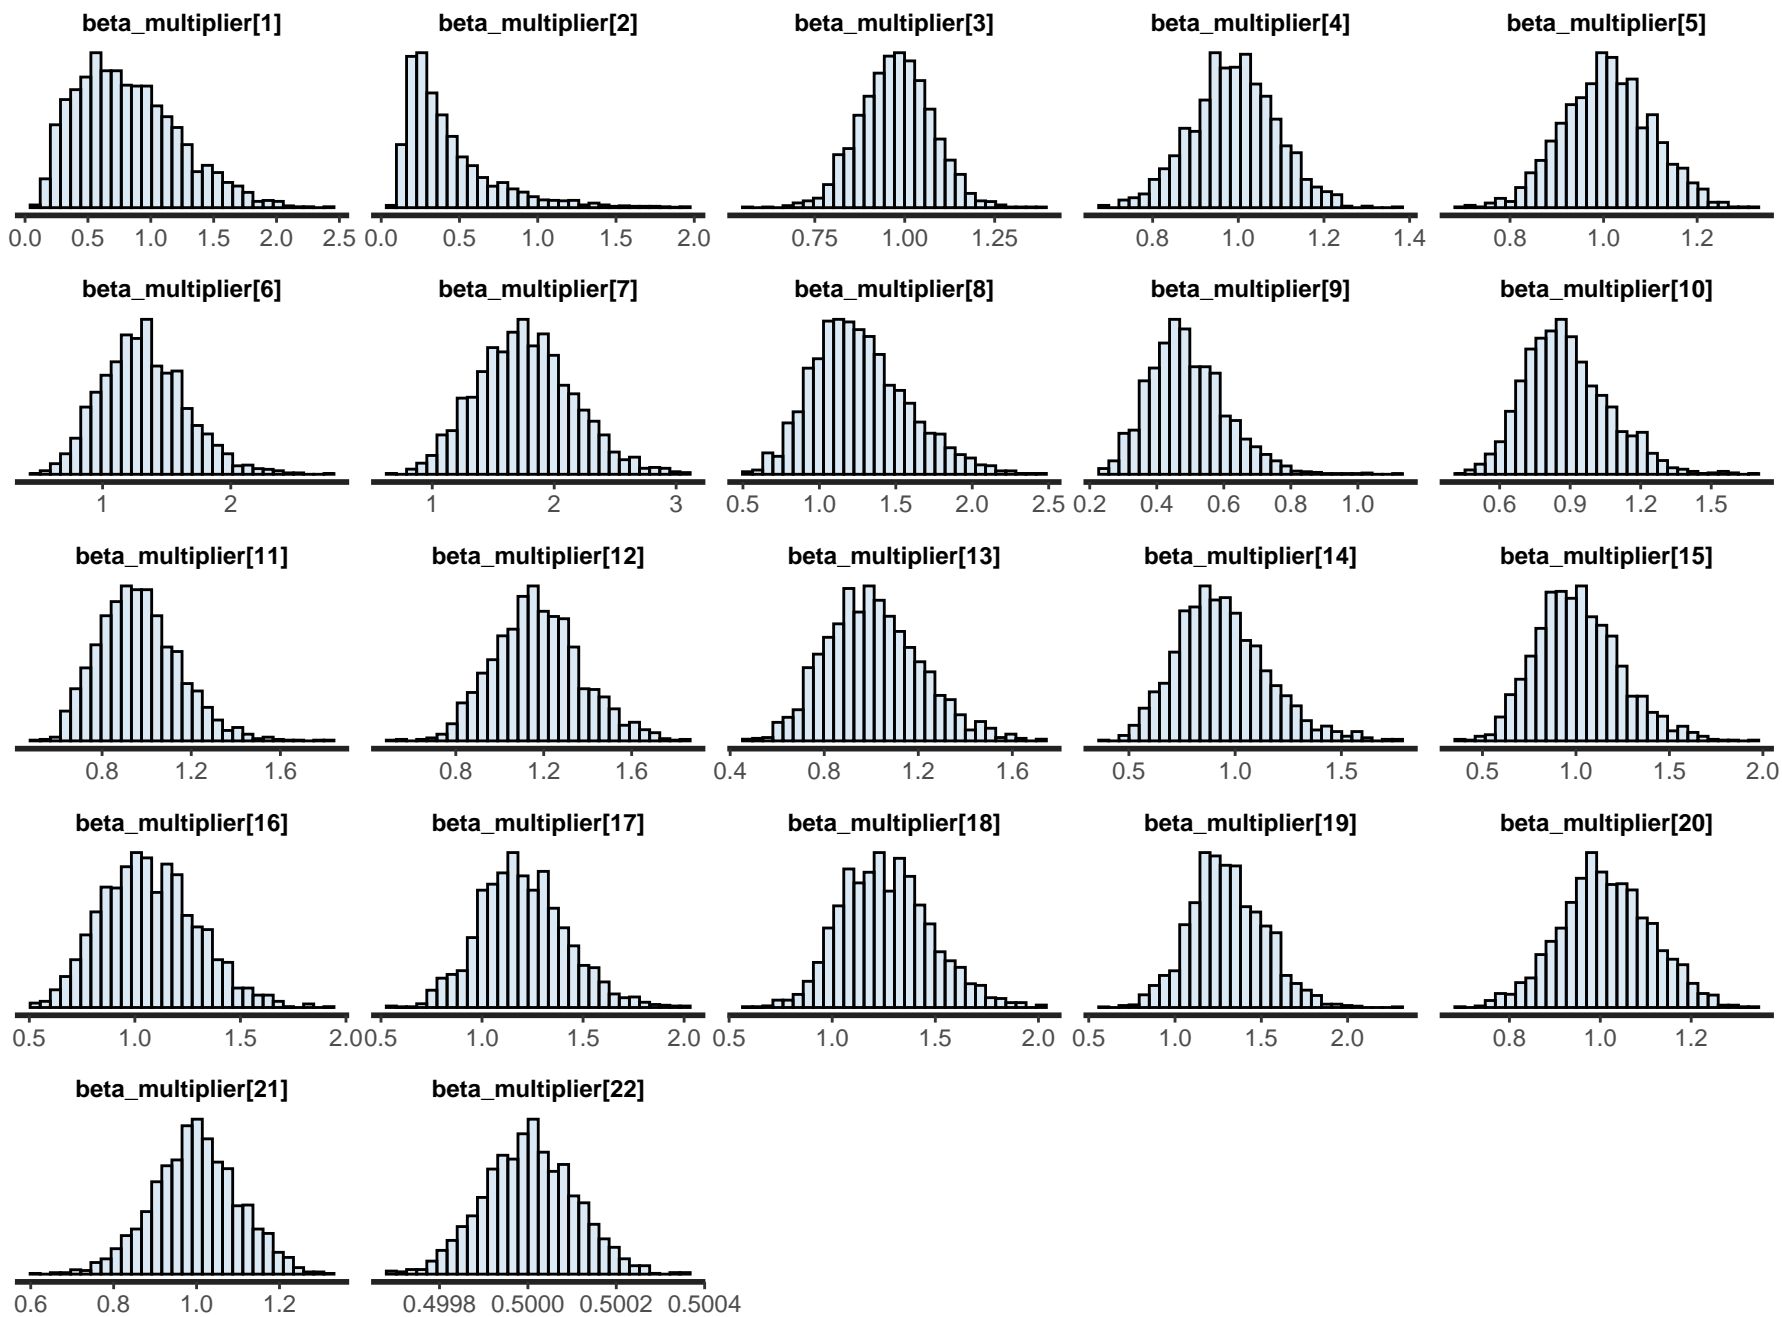 beta_multiplier[1] beta_multiplier[2] beta_multiplier[3] beta_multiplier[4] beta_multiplier[5]
0.0 0.5 1.0 1.5 2.0 2.5 0.0 0.5 1.0 1.5 2.0 0.75 1.00 1.25 0.8 1.0 1.2 1.4 0.8 1.0 1.2
beta_multiplier[6] beta_multiplier[7] beta_multiplier[8] beta_multiplier[9] beta_multiplier[10]
1 2 1 2 3 0.5 1.0 1.5 2.0 2.5 0.2 0.4 0.6 0.8 1.0 0.6 0.9 1.2 1.5
beta_multiplier[11] beta_multiplier[12] beta_multiplier[13] beta_multiplier[14] beta_multiplier[15]
0.8 1.2 1.6 0.8 1.2 1.6 0.4 0.8 1.2 1.6 0.5 1.0 1.5 0.5 1.0 1.5 2.0
beta_multiplier[16] beta_multiplier[17] beta_multiplier[18] beta_multiplier[19] beta_multiplier[20]
0.5 1.0 1.5 2.0 0.5 1.0 1.5 2.0 0.5 1.0 1.5 2.0 0.5 1.0 1.5 2.0 0.8 1.0 1.2
beta_multiplier[21] beta_multiplier[22]
0.6 0.8 1.0 1.2 0.4998 0.5000 0.5002 0.5004